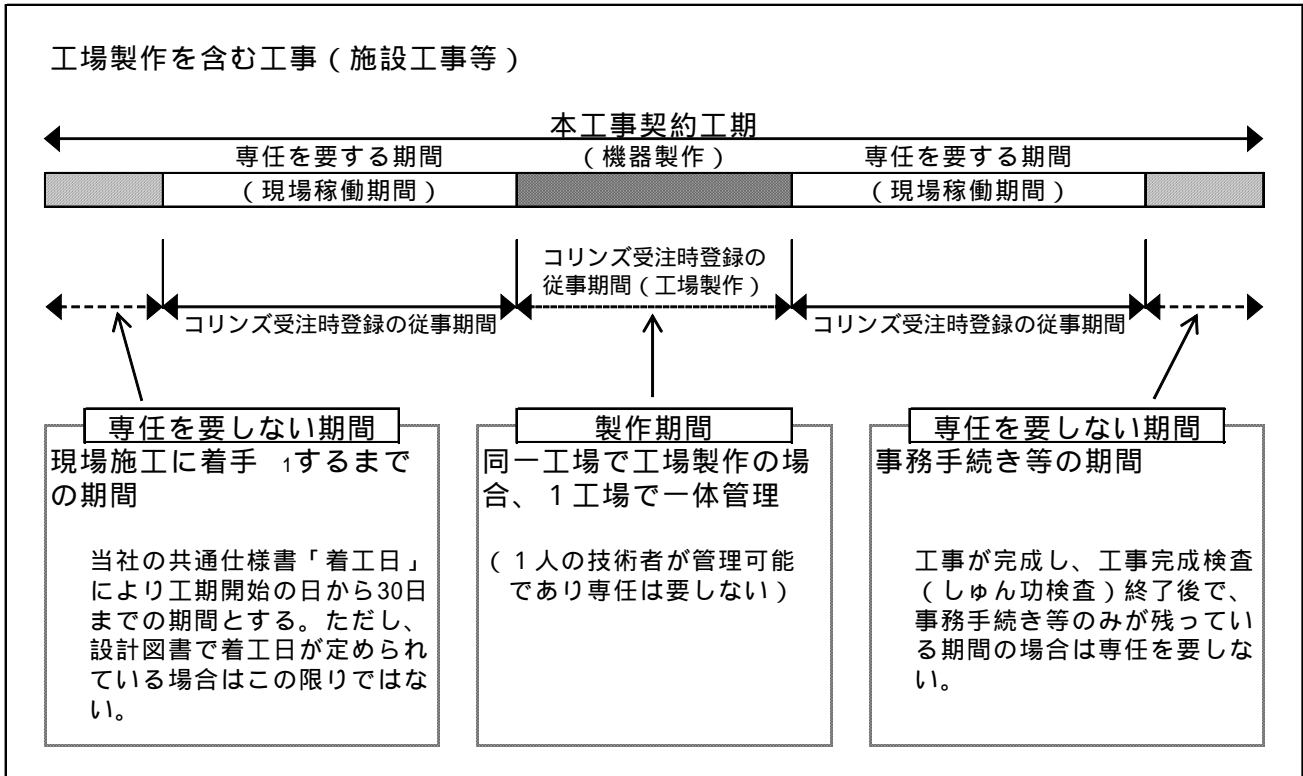 工場製作を含む工事（施設工事等）
本工事契約工期
専任を要する期間
（機器製作）
専任を要する期間
（現場稼働期間）
（現場稼働期間）
コリンズ受注時登録の
従事期間（工場製作）
コリンズ受注時登録の従事期間
コリンズ受注時登録の従事期間
専任を要しない期間
現場施工に着手 1するまで
の期間
当社の共通仕様書「着工日」
により工期開始の日から30日
までの期間とする。ただし、
設計図書で着工日が定められ
ている場合はこの限りではな
い。
製作期間
同一工場で工場製作の場
合、１工場で一体管理
（１人の技術者が管理可能
であり専任は要しない）
専任を要しない期間
事務手続き等の期間
工事が完成し、工事完成検査
（しゅん功検査）終了後で、
事務手続き等のみが残ってい
る期間の場合は専任を要しな
い。